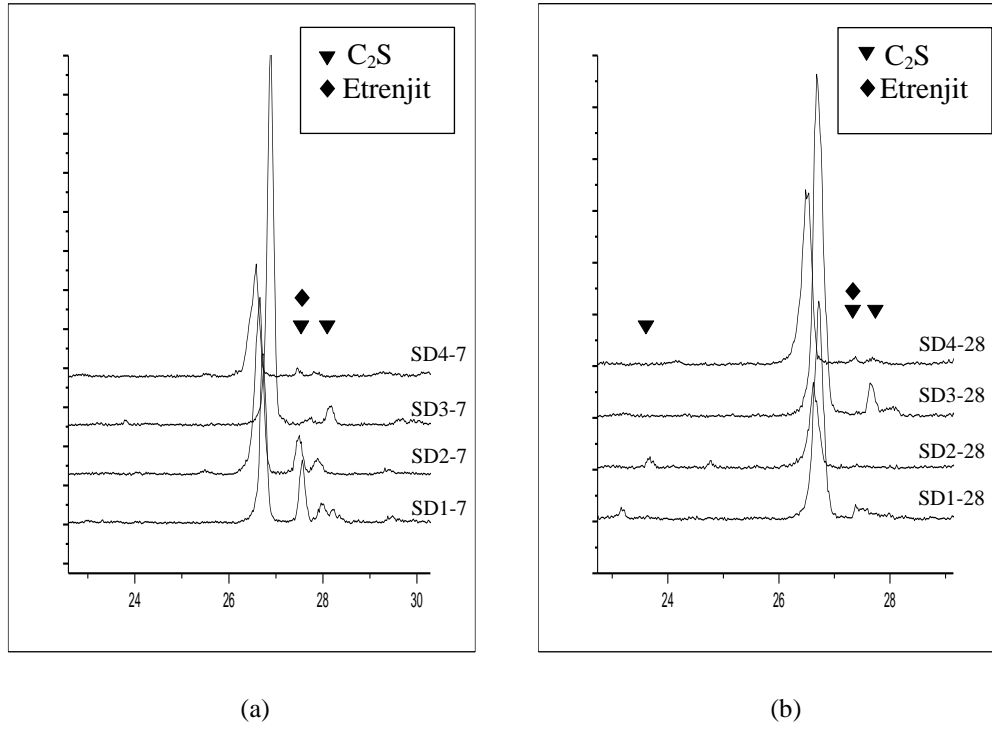 C₂S
Etrenjit
SD4-7
SD3-7
SD2-7
SD1-7
24 26 28 30
(a)
C₂S
Etrenjit
SD4-28
SD3-28
SD2-28
SD1-28
24 26 28
(b)